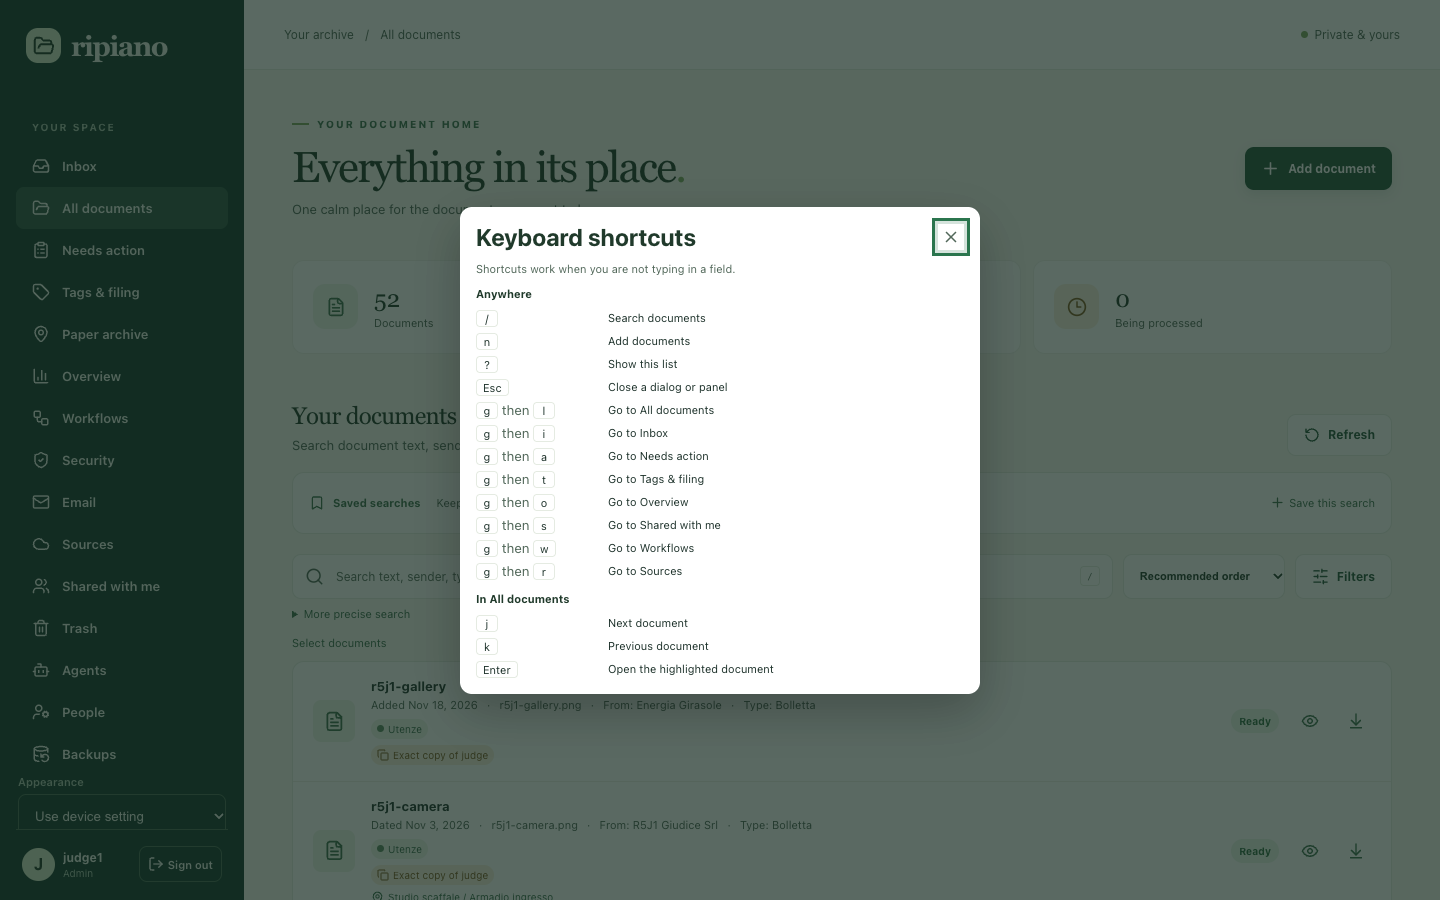 ripiano
YOUR SPACE
Inbox
All documents
Needs action
Tags & filing
Paper archive
Overview
Workflows
Security
Email
Sources
Shared with me
Trash
Agents
People
Backups
Appearance
Use device setting
J
judge1
Admin
Sign out
Your archive / All documents
Private & yours
YOUR DOCUMENT HOME
Everything in its place.
Add document
One calm place for the
52
Documents
0
Being processed
Your documents
Search document text,
Refresh
Saved searches
Save this search
Search text, sender,
/
Recommended order
Filters
More precise search
Select documents
r5j1-gallery
Added Nov 18, 2026 · r5j1-gallery.png · From: Energia Girasole · Type: Bolletta
Utenze
Exact copy of judge
Ready
r5j1-camera
Dated Nov 3, 2026 · r5j1-camera.png · From: R5J1 Giudice Srl · Type: Bolletta
Utenze
Exact copy of judge
Studio scaffale / Armadio ingresso
Ready
Keyboard shortcuts
Shortcuts work when you are not typing in a field.
Anywhere
/ Search documents
n Add documents
? Show this list
Esc Close a dialog or panel
g then l Go to All documents
g then i Go to Inbox
g then a Go to Needs action
g then t Go to Tags & filing
g then o Go to Overview
g then s Go to Shared with me
g then w Go to Workflows
g then r Go to Sources
In All documents
j Next document
k Previous document
Enter Open the highlighted document